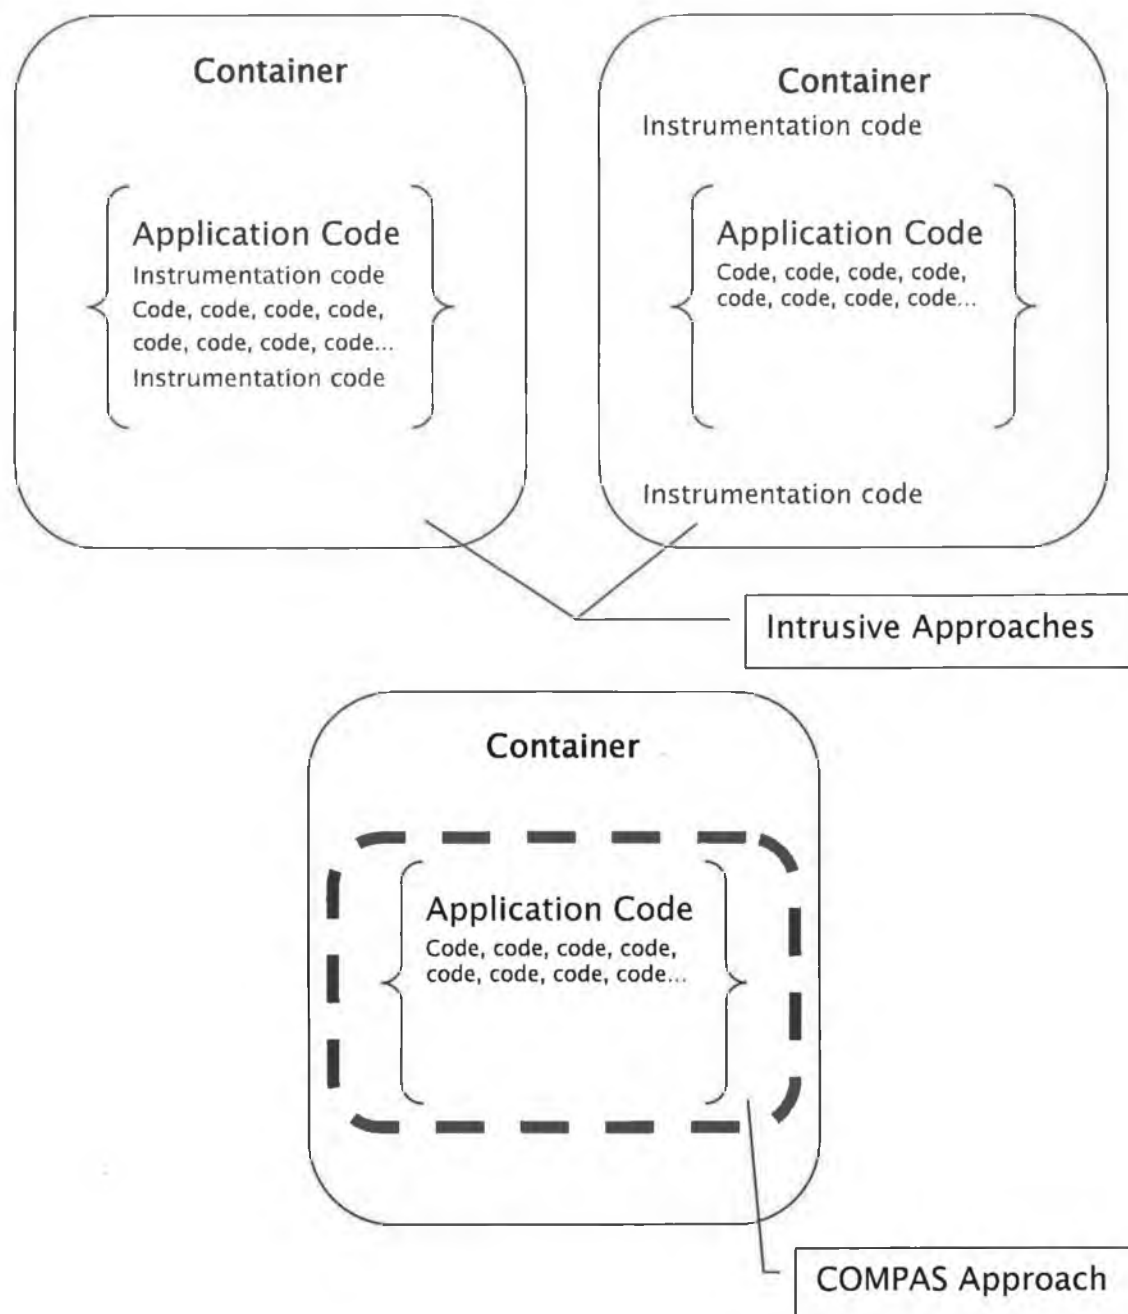 Container
Application Code
Instrumentation code
Code, code, code, code,
code, code, code, code...
Instrumentation code
Container
Instrumentation code
Application Code
Code, code, code, code,
code, code, code, code...
Instrumentation code
Intrusive Approaches
Container
Application Code
Code, code, code, code,
code, code, code, code...
COMPAS Approach